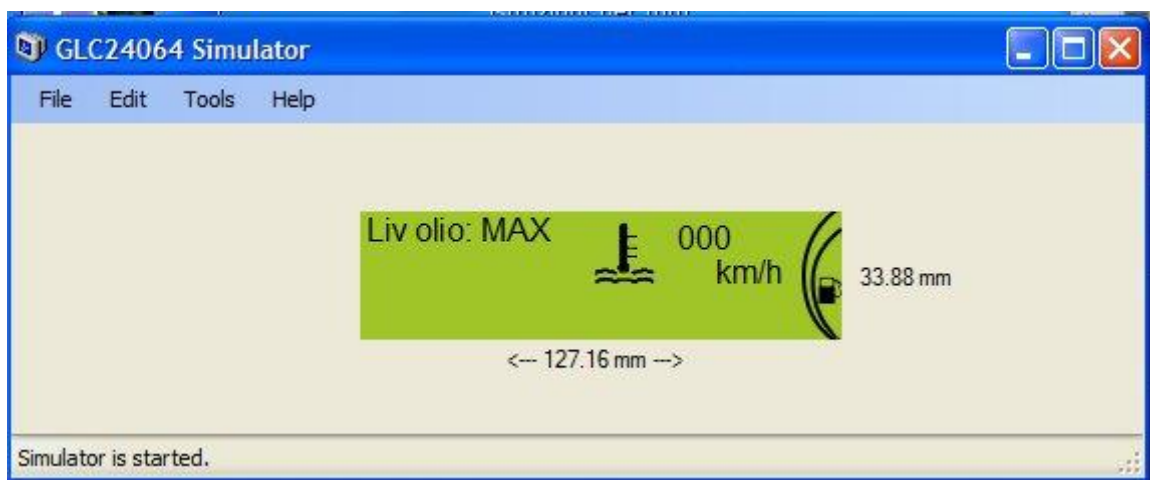 GLC24064 Simulator
File Edit Tools Help
Liv olio: MAX
000
km/h
33.88 mm
<--- 127.16 mm --->
Simulator is started.